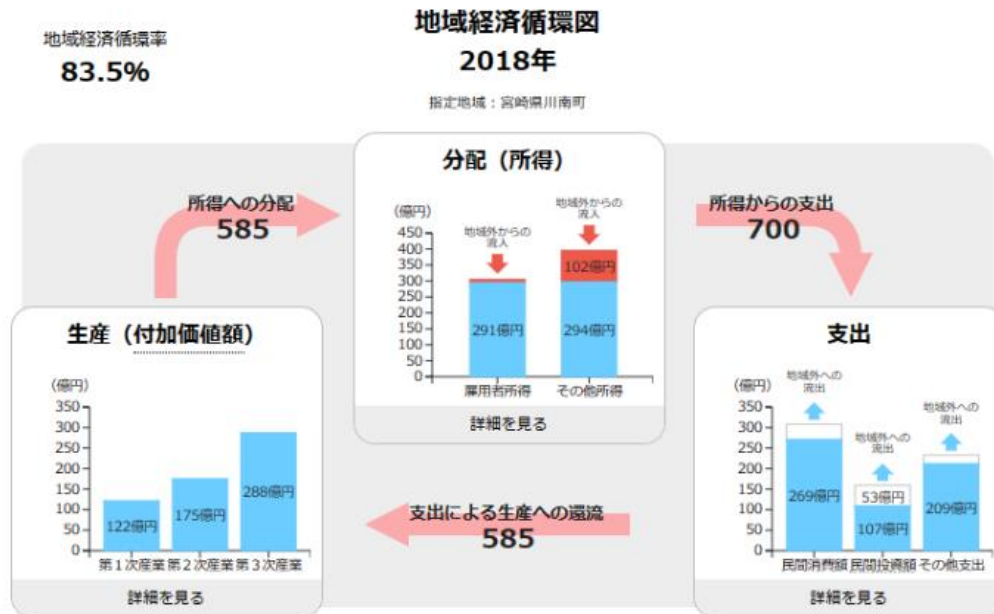 地域経済循環図
2018年
指定地域：宮崎県川南町
地域経済循環率
83.5%
所得への分配
585
分配（所得）
（億円）
450
400
350
300
250
200
150
100
50
0
地域外からの
流入
地域外からの
流入
102億円
291億円
294億円
雇用者所得
その他所得
詳細を見る
所得からの支出
700
生産（付加価値額）
（億円）
350
300
250
200
150
100
50
0
122億円
175億円
288億円
第１次産業
第２次産業
第３次産業
詳細を見る
支出による生産への還流
585
支出
（億円）
350
300
250
200
150
100
50
0
地域外への
流出
地域外への
流出
地域外への
流出
269億円
53億円
107億円
209億円
民間消費額
民間投資額
その他支出
詳細を見る